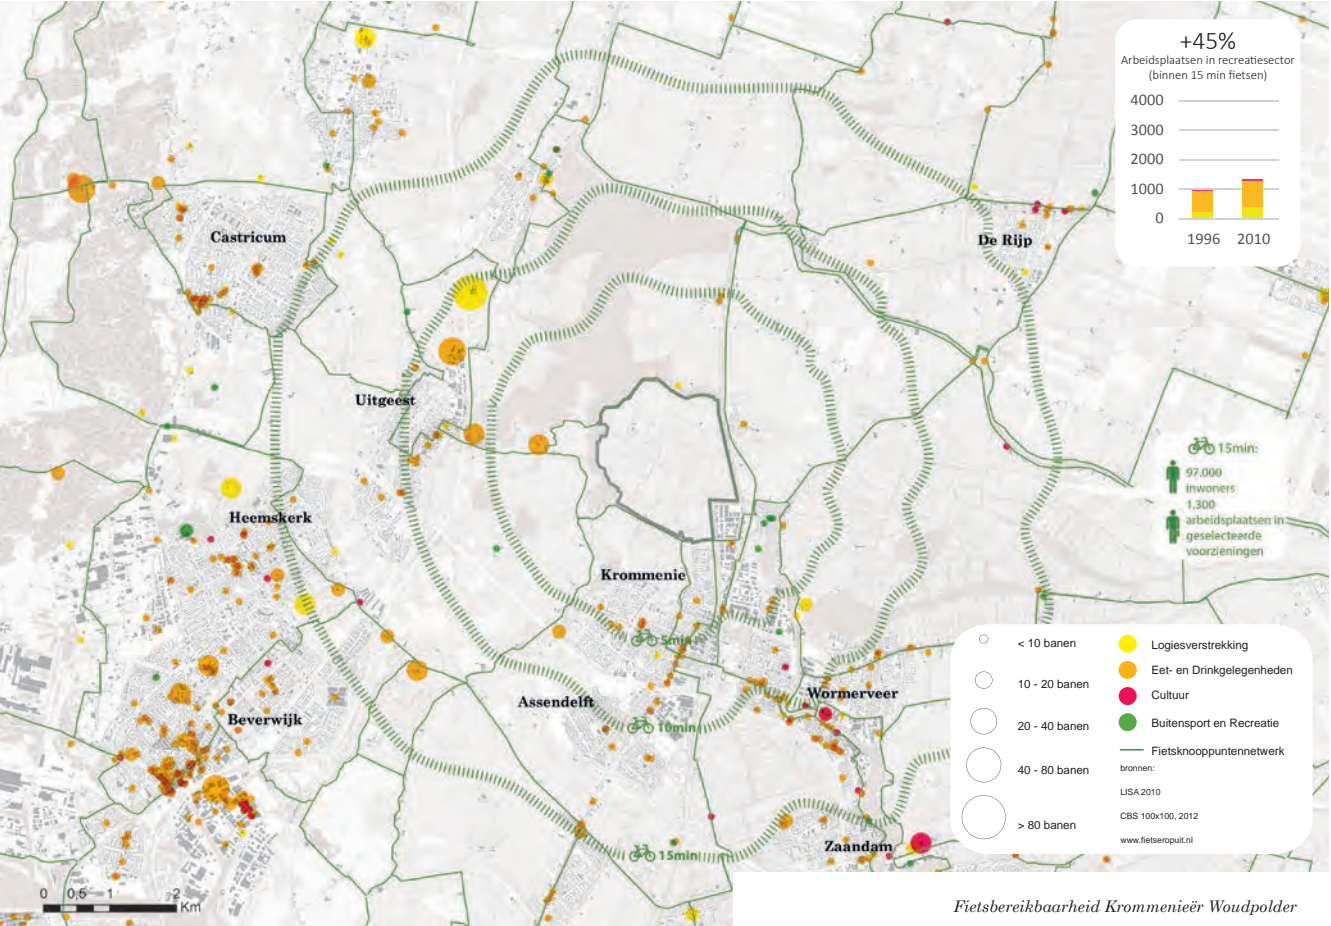 +45%
Arbeidsplaatsen in recreatiesector
(binnen 15 min fietsen)
4000
3000
2000
1000
0
1996 2010
Castricum
De Rijp
Uitgeest
Heemskerk
Krommenie
Assendelft
Wormerveer
Beverwijk
Zaandam
5min
10min
15min
15min:
97.000
inwoners
1.300
arbeidsplaatsen in
geselecteerde
voorzieningen
< 10 banen
10 - 20 banen
20 - 40 banen
40 - 80 banen
> 80 banen
Logiesverstrekking
Eet- en Drinkgelegenheden
Cultuur
Buitensport en Recreatie
Fietsknooppuntennetwerk
bronnen:
LISA 2010
CBS 100x100, 2012
www.fietseropuit.nl
0 0,5 1 2
Km
Fietsbereikbaarheid Krommenieër Woudpolder